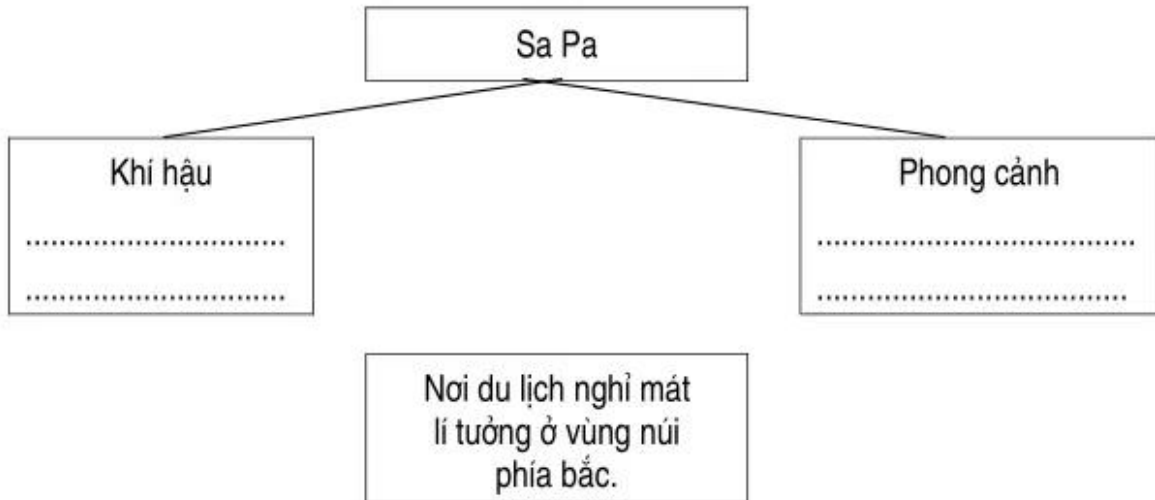 Sa Pa
Khí hậu
Phong cảnh
................................
........................................
................................
.......................................
Nơi du lịch nghỉ mát
lí tưởng ở vùng núi
phía bắc.